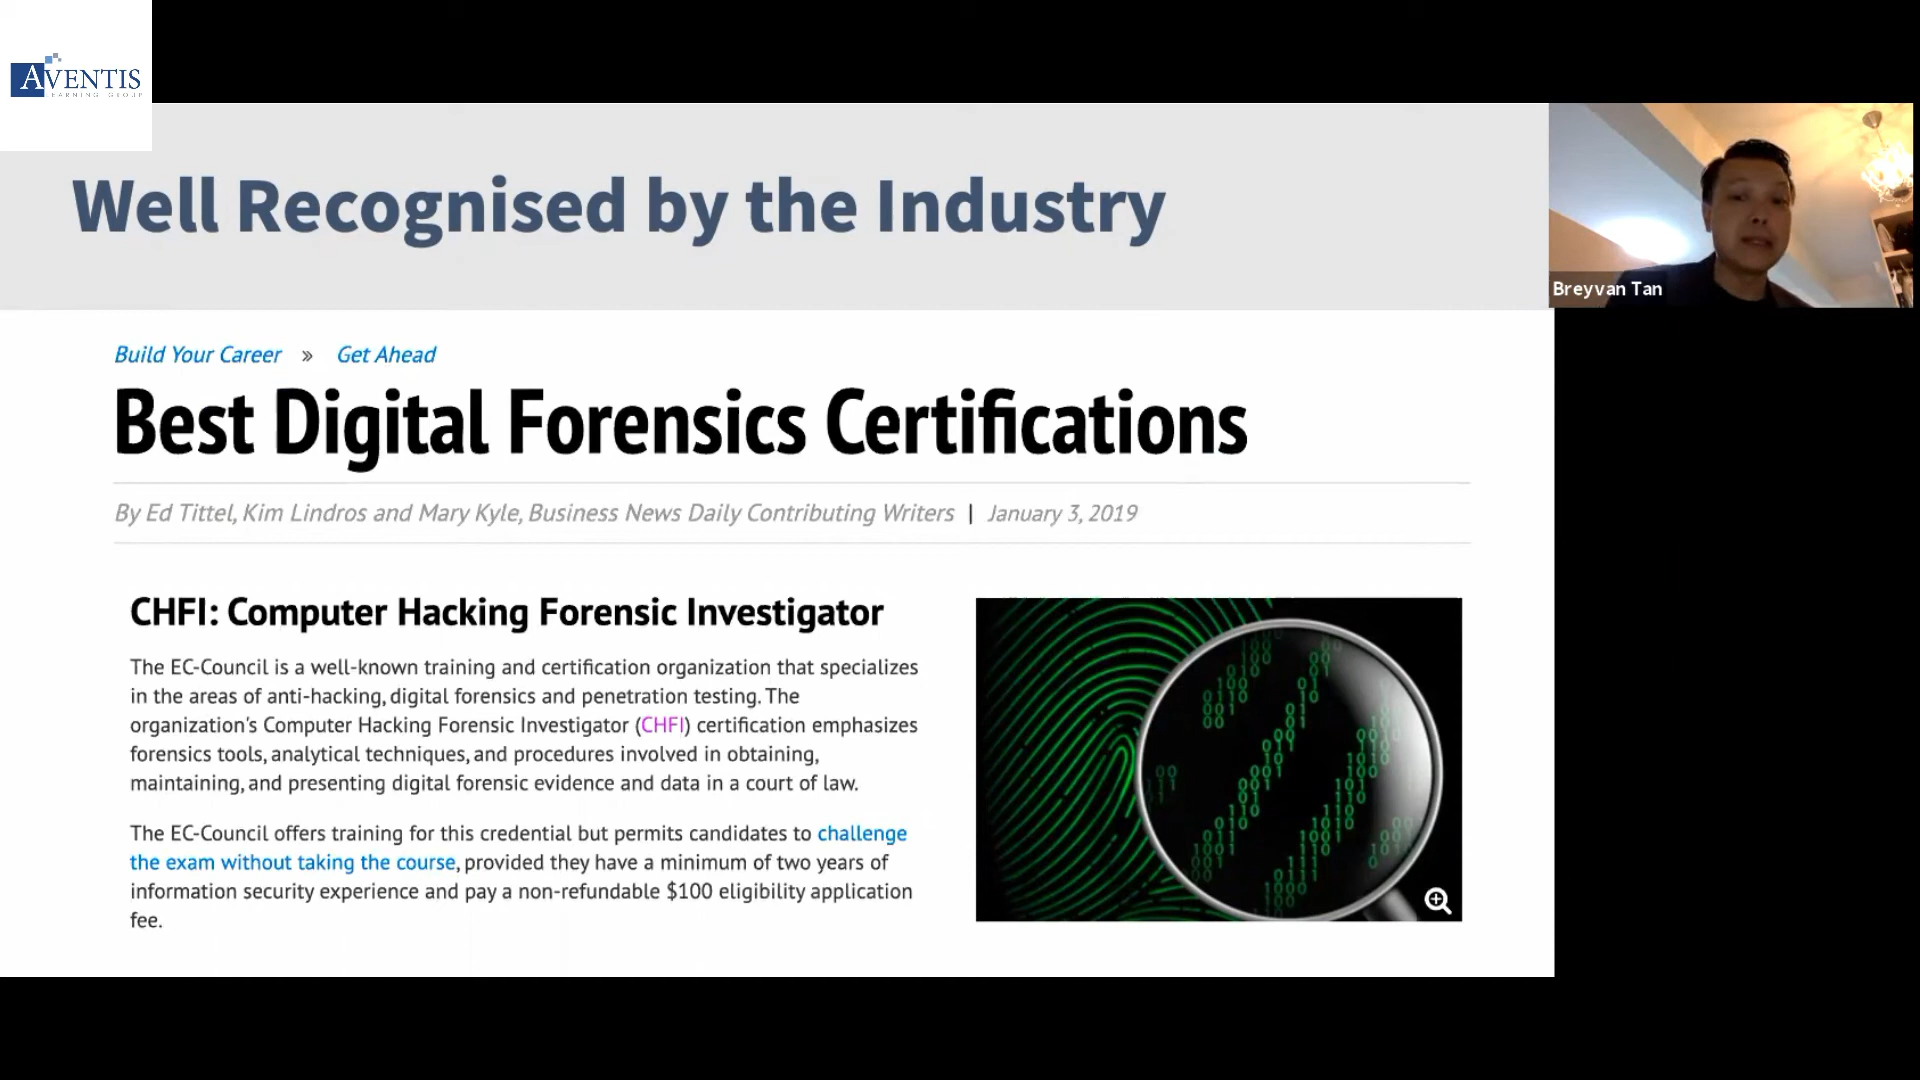 AVENTIS
LEARNING GROUP
Well Recognised by the Industry
Breyvan Tan
Build Your Career » Get Ahead
Best Digital Forensics Certifications
By Ed Tittel, Kim Lindros and Mary Kyle, Business News Daily Contributing Writers | January 3, 2019
CHFI: Computer Hacking Forensic Investigator
The EC-Council is a well-known training and certification organization that specializes
in the areas of anti-hacking, digital forensics and penetration testing. The
organization's Computer Hacking Forensic Investigator (CHFI) certification emphasizes
forensics tools, analytical techniques, and procedures involved in obtaining,
maintaining, and presenting digital forensic evidence and data in a court of law.
The EC-Council offers training for this credential but permits candidates to challenge
the exam without taking the course, provided they have a minimum of two years of
information security experience and pay a non-refundable $100 eligibility application
fee.